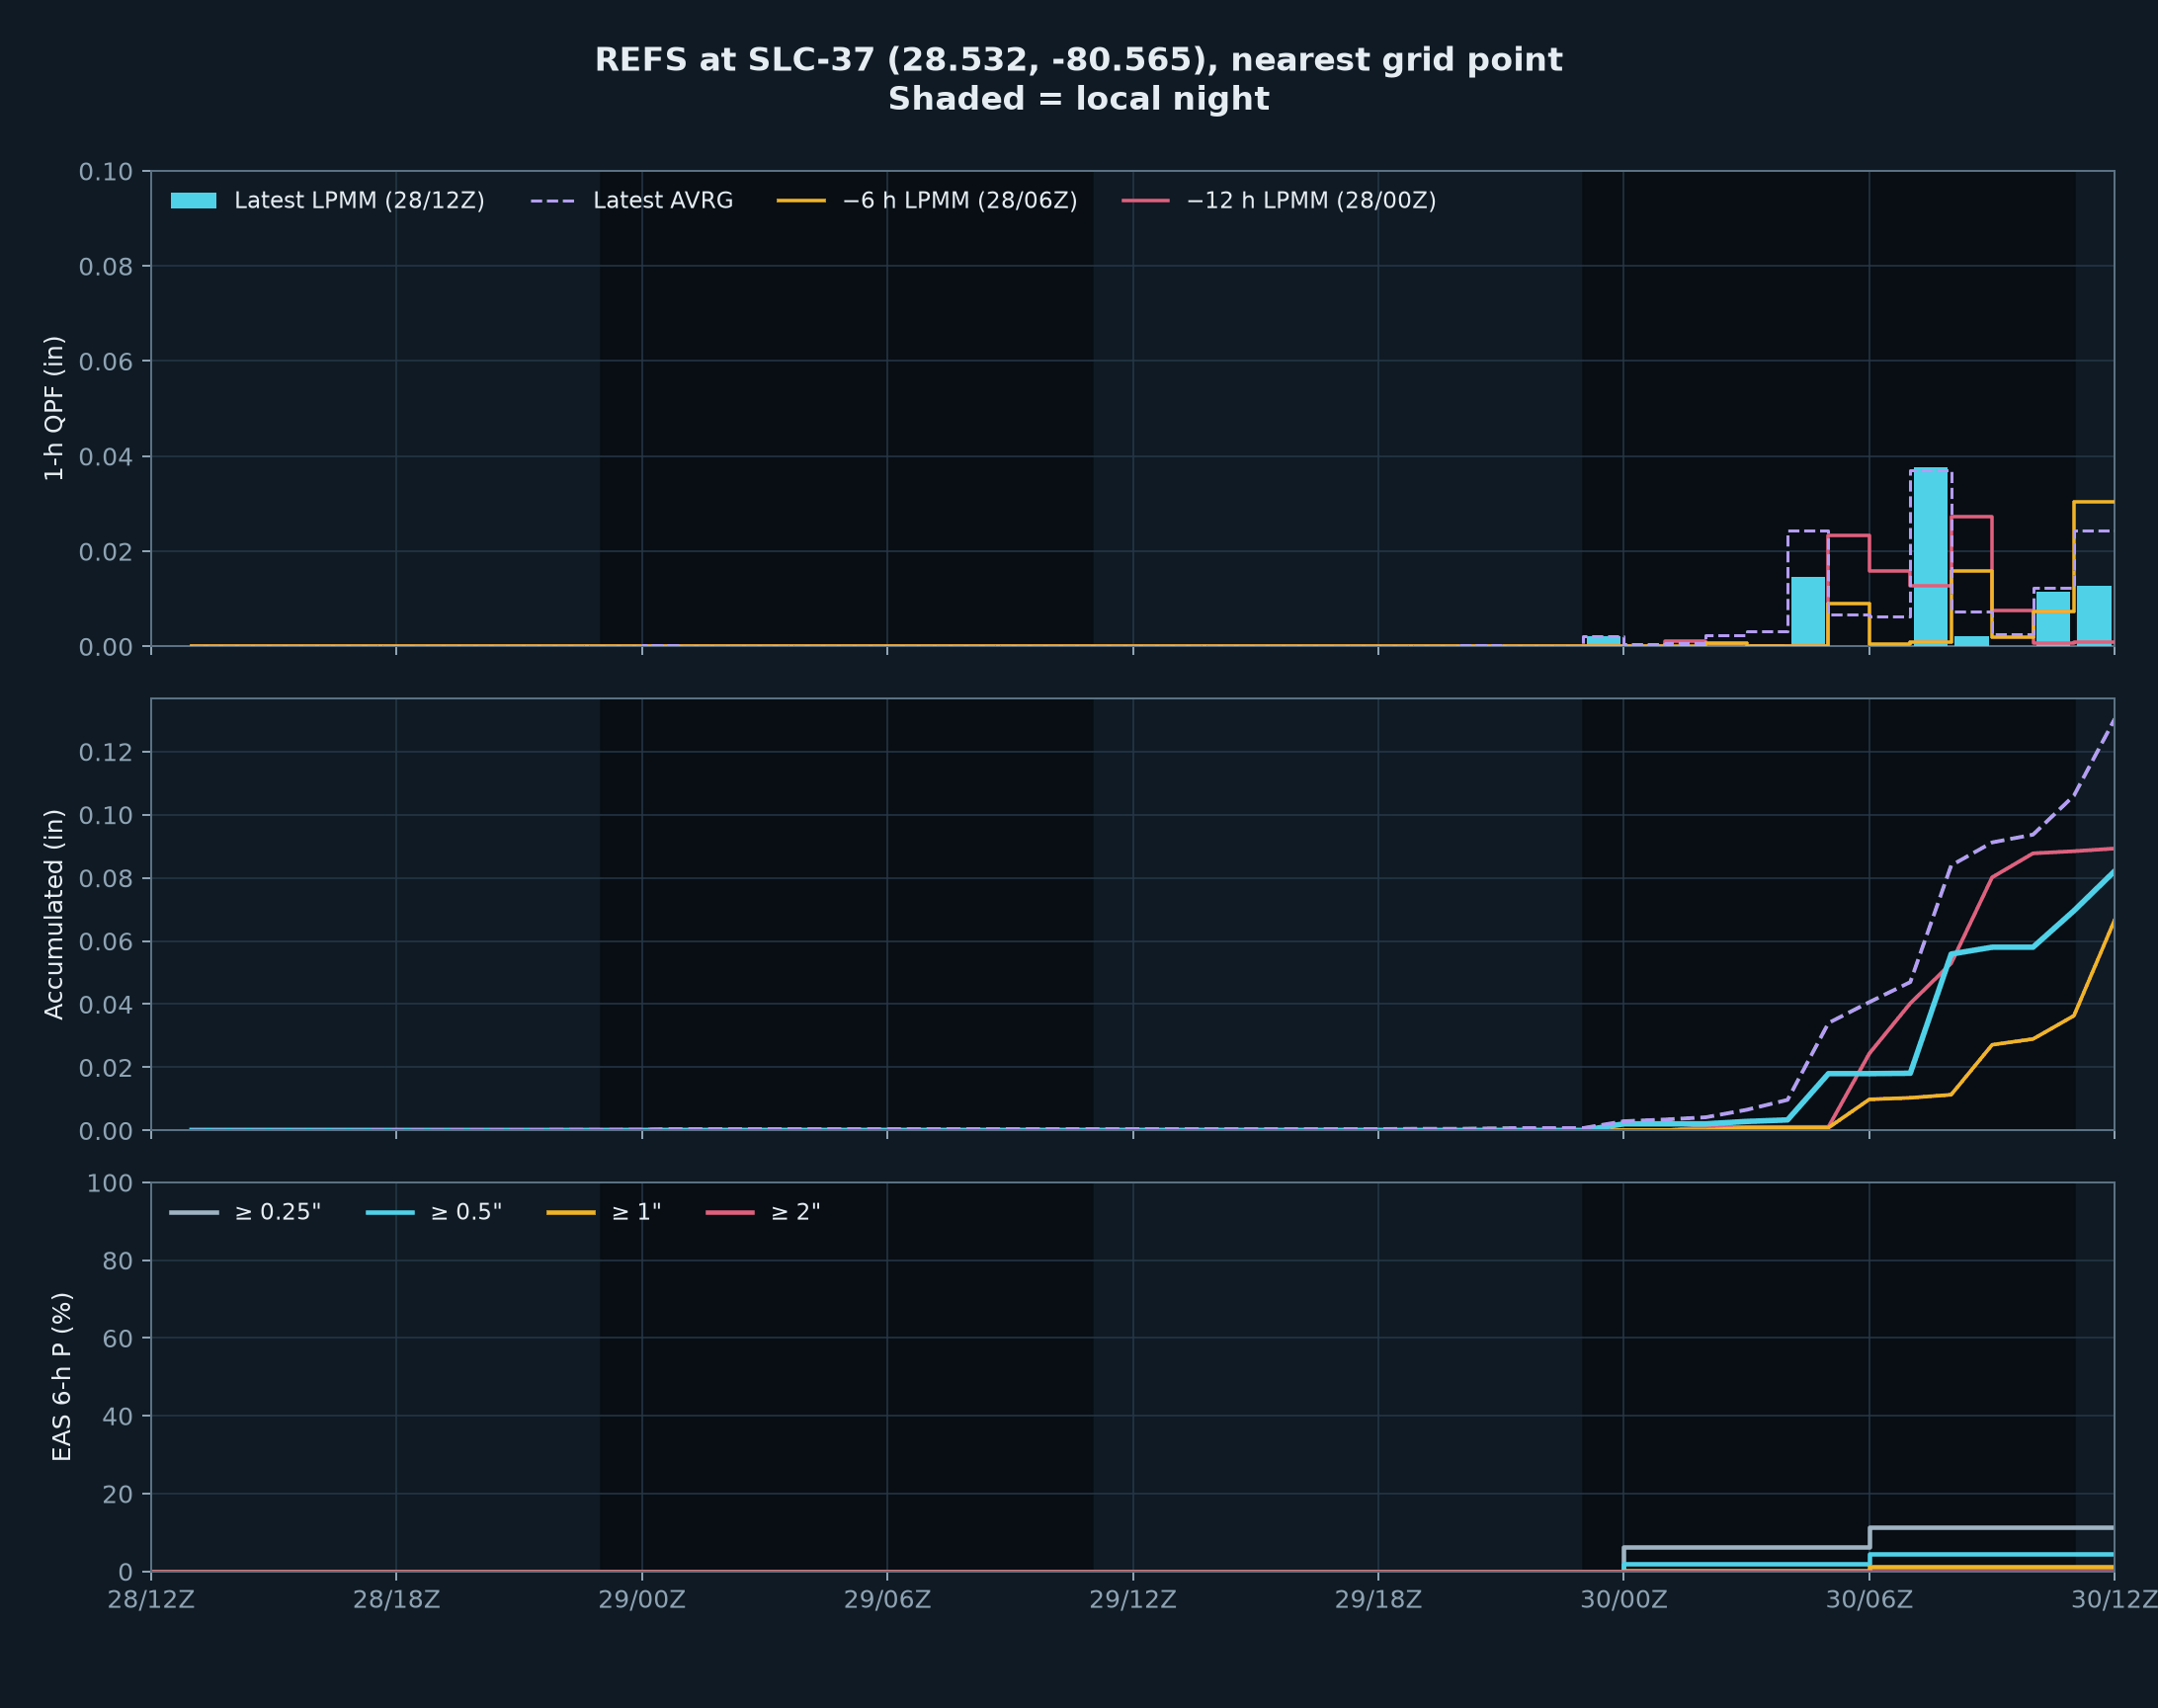 REFS at SLC-37 (28.532, -80.565), nearest grid point
Shaded = local night
1-h QPF (in)
0.10
0.08
0.06
0.04
0.02
0.00
Latest LPMM (28/12Z) Latest AVRG −6 h LPMM (28/06Z) −12 h LPMM (28/00Z)
Accumulated (in)
0.12
0.10
0.08
0.06
0.04
0.02
0.00
EAS 6-h P (%)
100
80
60
40
20
0
≥ 0.25" ≥ 0.5" ≥ 1" ≥ 2"
28/12Z 28/18Z 29/00Z 29/06Z 29/12Z 29/18Z 30/00Z 30/06Z 30/12Z